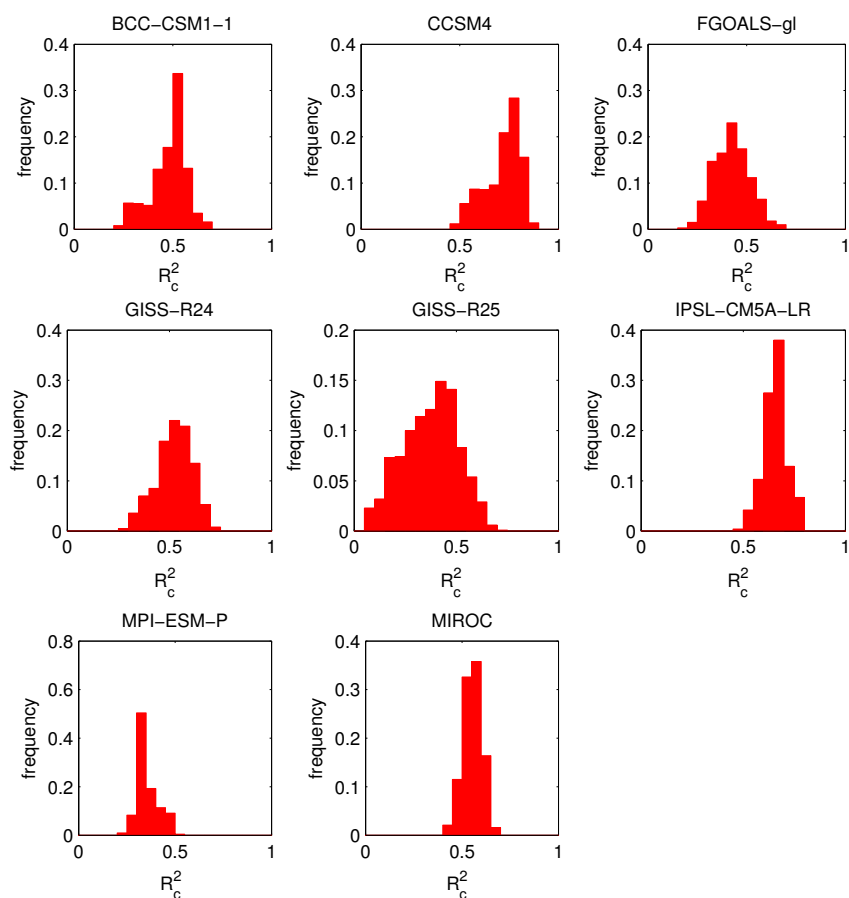 BCC-CSM1-1
0.4
0.3
0.2
0.1
0
frequency
0 0.5 1
R_c^2
CCSM4
0.4
0.3
0.2
0.1
0
frequency
0 0.5 1
R_c^2
FGOALS-gl
0.4
0.3
0.2
0.1
0
frequency
0 0.5 1
R_c^2
GISS-R24
0.4
0.3
0.2
0.1
0
frequency
0 0.5 1
R_c^2
GISS-R25
0.2
0.15
0.1
0.05
0
frequency
0 0.5 1
R_c^2
IPSL-CM5A-LR
0.4
0.3
0.2
0.1
0
frequency
0 0.5 1
R_c^2
MPI-ESM-P
0.8
0.6
0.4
0.2
0
frequency
0 0.5 1
R_c^2
MIROC
0.4
0.3
0.2
0.1
0
frequency
0 0.5 1
R_c^2